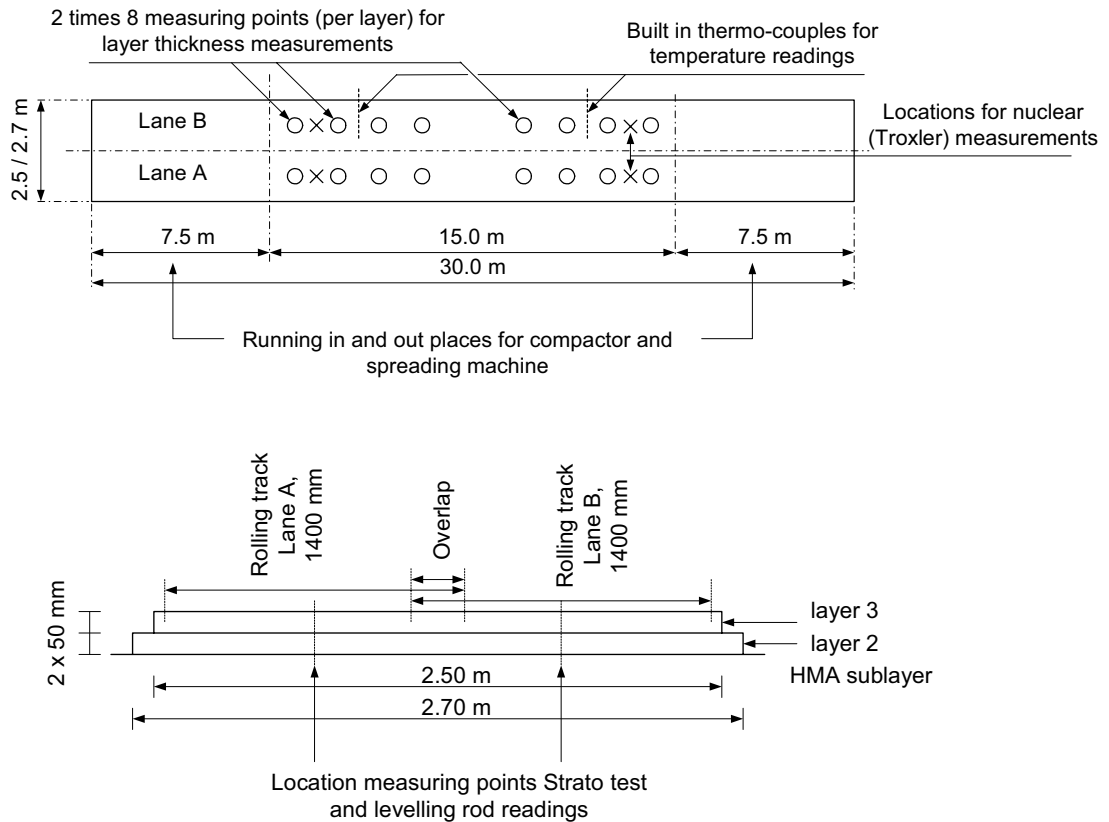 2 times 8 measuring points (per layer) for
layer thickness measurements
Built in thermo-couples for
temperature readings
Locations for nuclear
(Troxler) measurements
2.5 / 2.7 m
Lane B
Lane A
7.5 m
15.0 m
7.5 m
30.0 m
Running in and out places for compactor and
spreading machine
Rolling track
Lane A,
1400 mm
Overlap
Rolling track
Lane B,
1400 mm
2 x 50 mm
layer 3
layer 2
HMA sublayer
2.50 m
2.70 m
Location measuring points Strato test
and levelling rod readings